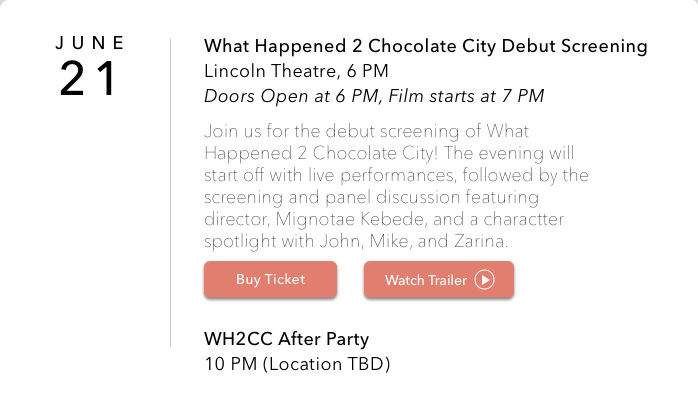 JUNE
21
What Happened 2 Chocolate City Debut Screening
Lincoln Theatre, 6 PM
Doors Open at 6 PM, Film starts at 7 PM
Join us for the debut screening of What
Happened 2 Chocolate City! The evening will
start off with live performances, followed by the
screening and panel discussion featuring
director, Mignotae Kebede, and a charactter
spotlight with John, Mike, and Zarina.
Buy Ticket
Watch Trailer
WH2CC After Party
10 PM (Location TBD)